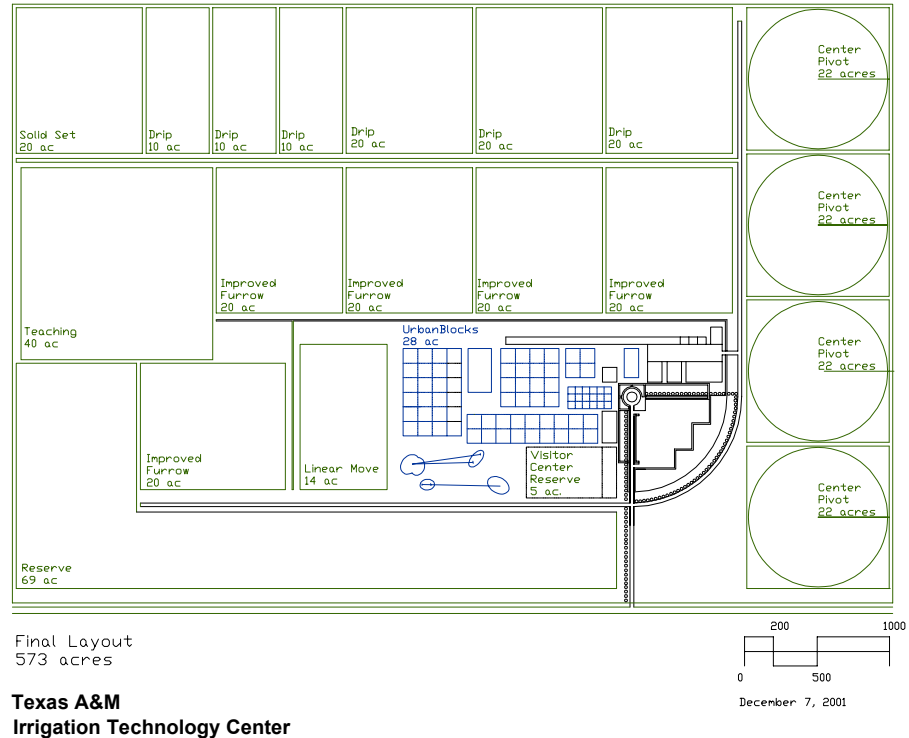 Solid Set
20 ac
Drip
10 ac
Drip
10 ac
Drip
10 ac
Drip
20 ac
Drip
20 ac
Drip
20 ac
Center
Pivot
22 acres
Teaching
40 ac
Improved
Furrow
20 ac
Improved
Furrow
20 ac
Improved
Furrow
20 ac
Improved
Furrow
20 ac
Center
Pivot
22 acres
UrbanBlocks
28 ac
Center
Pivot
22 acres
Improved
Furrow
20 ac
Linear Move
14 ac
Visitor
Center
Reserve
5 ac.
Center
Pivot
22 acres
Reserve
69 ac
Final Layout
573 acres
200 1000
0 500
December 7, 2001
Texas A&M
Irrigation Technology Center